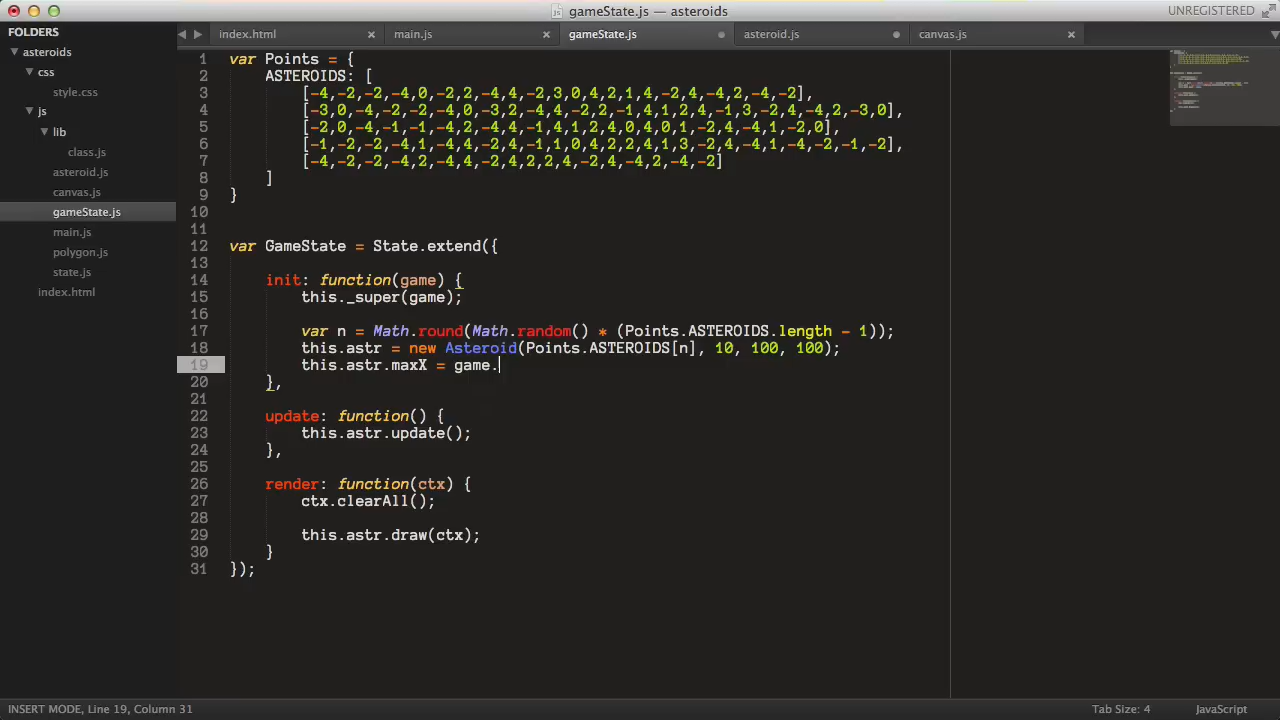 gameState.js — asteroids
UNREGISTERED
FOLDERS
asteroids
css
style.css
js
lib
class.js
asteroid.js
canvas.js
gameState.js
main.js
polygon.js
state.js
index.html
index.html
main.js
gameState.js
asteroid.js
canvas.js
1 var Points = {
2 ASTEROIDS: [
3 [-4,-2,-2,-4,0,-2,2,-4,4,-2,3,0,4,2,1,4,-2,4,-4,2,-4,-2],
4 [-3,0,-4,-2,-2,-4,0,-3,2,-4,4,-2,2,-1,4,1,2,4,-1,3,-2,4,-4,2,-3,0],
5 [-2,0,-4,-1,-1,-4,2,-4,4,-1,4,1,2,4,0,4,0,1,-2,4,-4,1,-2,0],
6 [-1,-2,-2,-4,1,-4,4,-2,4,-1,1,0,4,2,2,4,1,3,-2,4,-4,1,-4,-2,-1,-2],
7 [-4,-2,-2,-4,2,-4,4,-2,4,2,2,4,-2,4,-4,2,-4,-2]
8 ]
9 }
10
11
12 var GameState = State.extend({
13
14 init: function(game) {
15 this._super(game);
16
17 var n = Math.round(Math.random() * (Points.ASTEROIDS.length - 1));
18 this.astr = new Asteroid(Points.ASTEROIDS[n], 10, 100, 100);
19 this.astr.maxX = game.
20 },
21
22 update: function() {
23 this.astr.update();
24 },
25
26 render: function(ctx) {
27 ctx.clearAll();
28
29 this.astr.draw(ctx);
30 }
31 });
INSERT MODE, Line 19, Column 31
Tab Size: 4
JavaScript